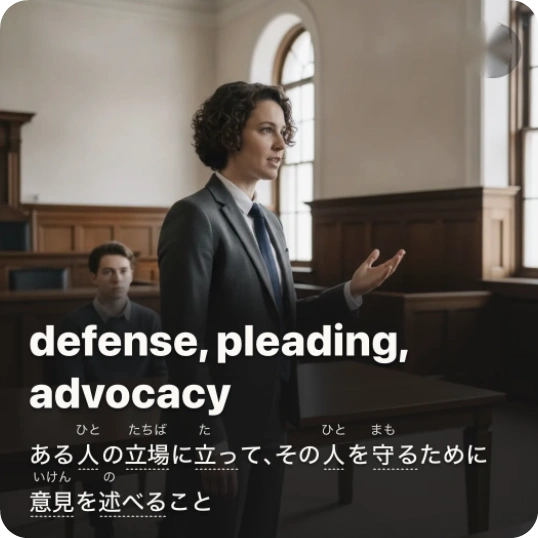 defense, pleading,
advocacy
ひと たちば た ひと まも
ある人の立場に立って、その人を守るために
いけん の
意見を述べること